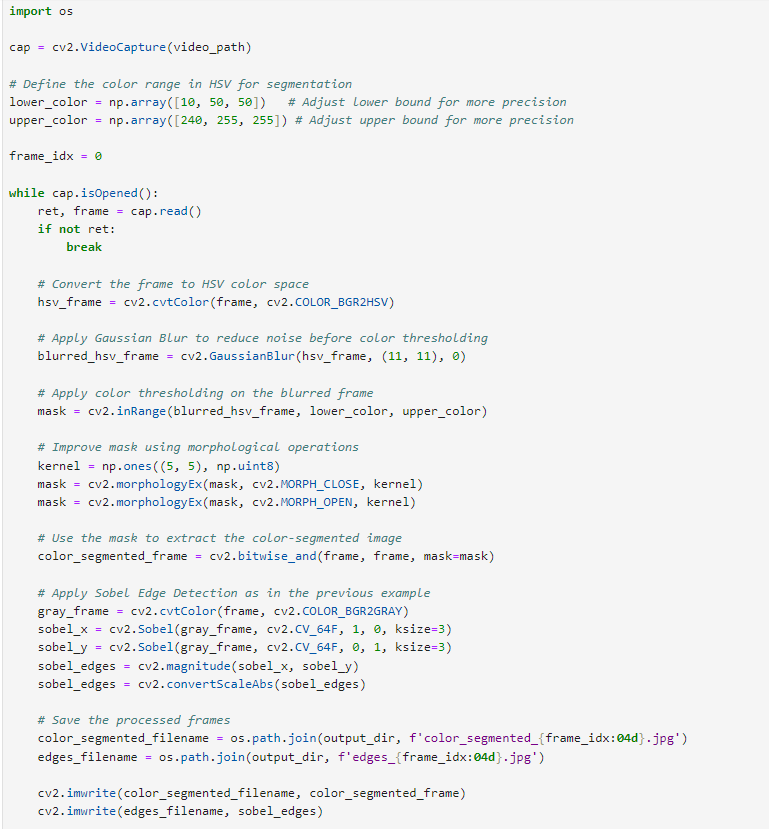 import os

cap = cv2.VideoCapture(video_path)

# Define the color range in HSV for segmentation
lower_color = np.array([10, 50, 50])   # Adjust lower bound for more precision
upper_color = np.array([240, 255, 255]) # Adjust upper bound for more precision

frame_idx = 0

while cap.isOpened():
    ret, frame = cap.read()
    if not ret:
        break

    # Convert the frame to HSV color space
    hsv_frame = cv2.cvtColor(frame, cv2.COLOR_BGR2HSV)

    # Apply Gaussian Blur to reduce noise before color thresholding
    blurred_hsv_frame = cv2.GaussianBlur(hsv_frame, (11, 11), 0)

    # Apply color thresholding on the blurred frame
    mask = cv2.inRange(blurred_hsv_frame, lower_color, upper_color)

    # Improve mask using morphological operations
    kernel = np.ones((5, 5), np.uint8)
    mask = cv2.morphologyEx(mask, cv2.MORPH_CLOSE, kernel)
    mask = cv2.morphologyEx(mask, cv2.MORPH_OPEN, kernel)

    # Use the mask to extract the color-segmented image
    color_segmented_frame = cv2.bitwise_and(frame, frame, mask=mask)

    # Apply Sobel Edge Detection as in the previous example
    gray_frame = cv2.cvtColor(frame, cv2.COLOR_BGR2GRAY)
    sobel_x = cv2.Sobel(gray_frame, cv2.CV_64F, 1, 0, ksize=3)
    sobel_y = cv2.Sobel(gray_frame, cv2.CV_64F, 0, 1, ksize=3)
    sobel_edges = cv2.magnitude(sobel_x, sobel_y)
    sobel_edges = cv2.convertScaleAbs(sobel_edges)

    # Save the processed frames
    color_segmented_filename = os.path.join(output_dir, f'color_segmented_{frame_idx:04d}.jpg')
    edges_filename = os.path.join(output_dir, f'edges_{frame_idx:04d}.jpg')

    cv2.imwrite(color_segmented_filename, color_segmented_frame)
    cv2.imwrite(edges_filename, sobel_edges)